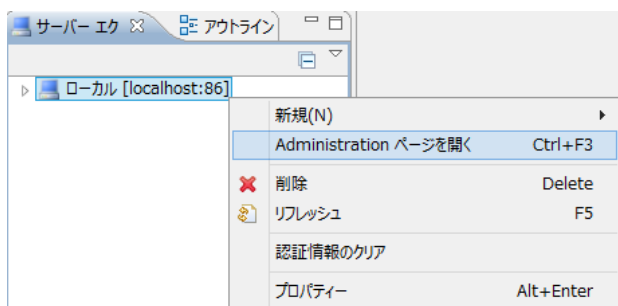 サーバー エク アウトライン
ローカル [localhost:86]
新規(N)
Administration ページを開く Ctrl+F3
削除 Delete
リフレッシュ F5
認証情報のクリア
プロパティー Alt+Enter